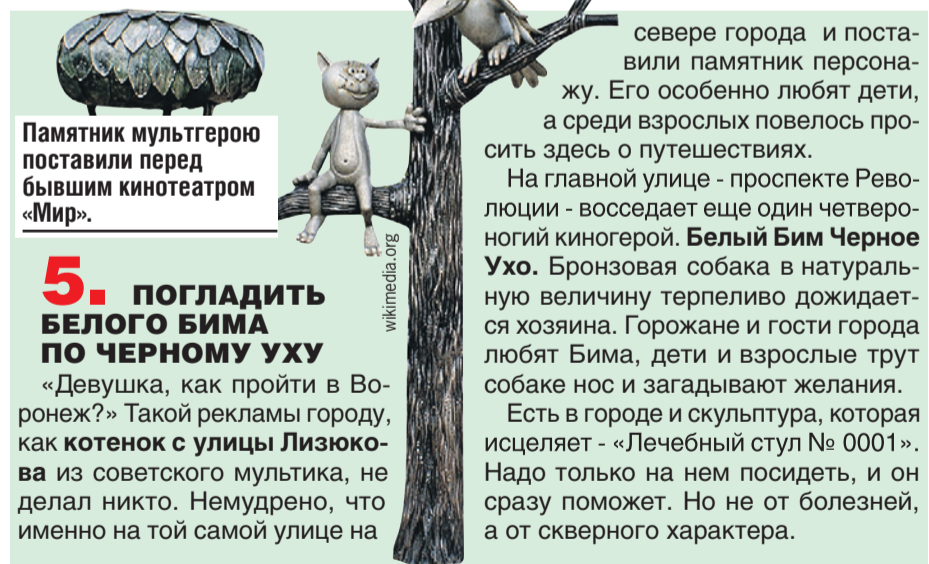 Памятник мультгерою
поставили перед
бывшим кинотеатром
«Мир».
wikimedia.org
5. ПОГЛАДИТЬ
БЕЛОГО БИМА
ПО ЧЕРНОМУ УХУ
«Девушка, как пройти в Во-
ронеж?» Такой рекламы городу,
как котенок с улицы Лизюко-
ва из советского мультика, не
делал никто. Немудрено, что
именно на той самой улице на
севере города и поста-
вили памятник персона-
жу. Его особенно любят дети,
а среди взрослых повелось про-
сить здесь о путешествиях.
На главной улице - проспекте Рево-
люции - восседает еще один четверо-
ногий киногерой. Белый Бим Черное
Ухо. Бронзовая собака в натураль-
ную величину терпеливо дожидает-
ся хозяина. Горожане и гости города
любят Бима, дети и взрослые трут
собаке нос и загадывают желания.
Есть в городе и скульптура, которая
исцеляет - «Лечебный стул № 0001».
Надо только на нем посидеть, и он
сразу поможет. Но не от болезней,
а от скверного характера.